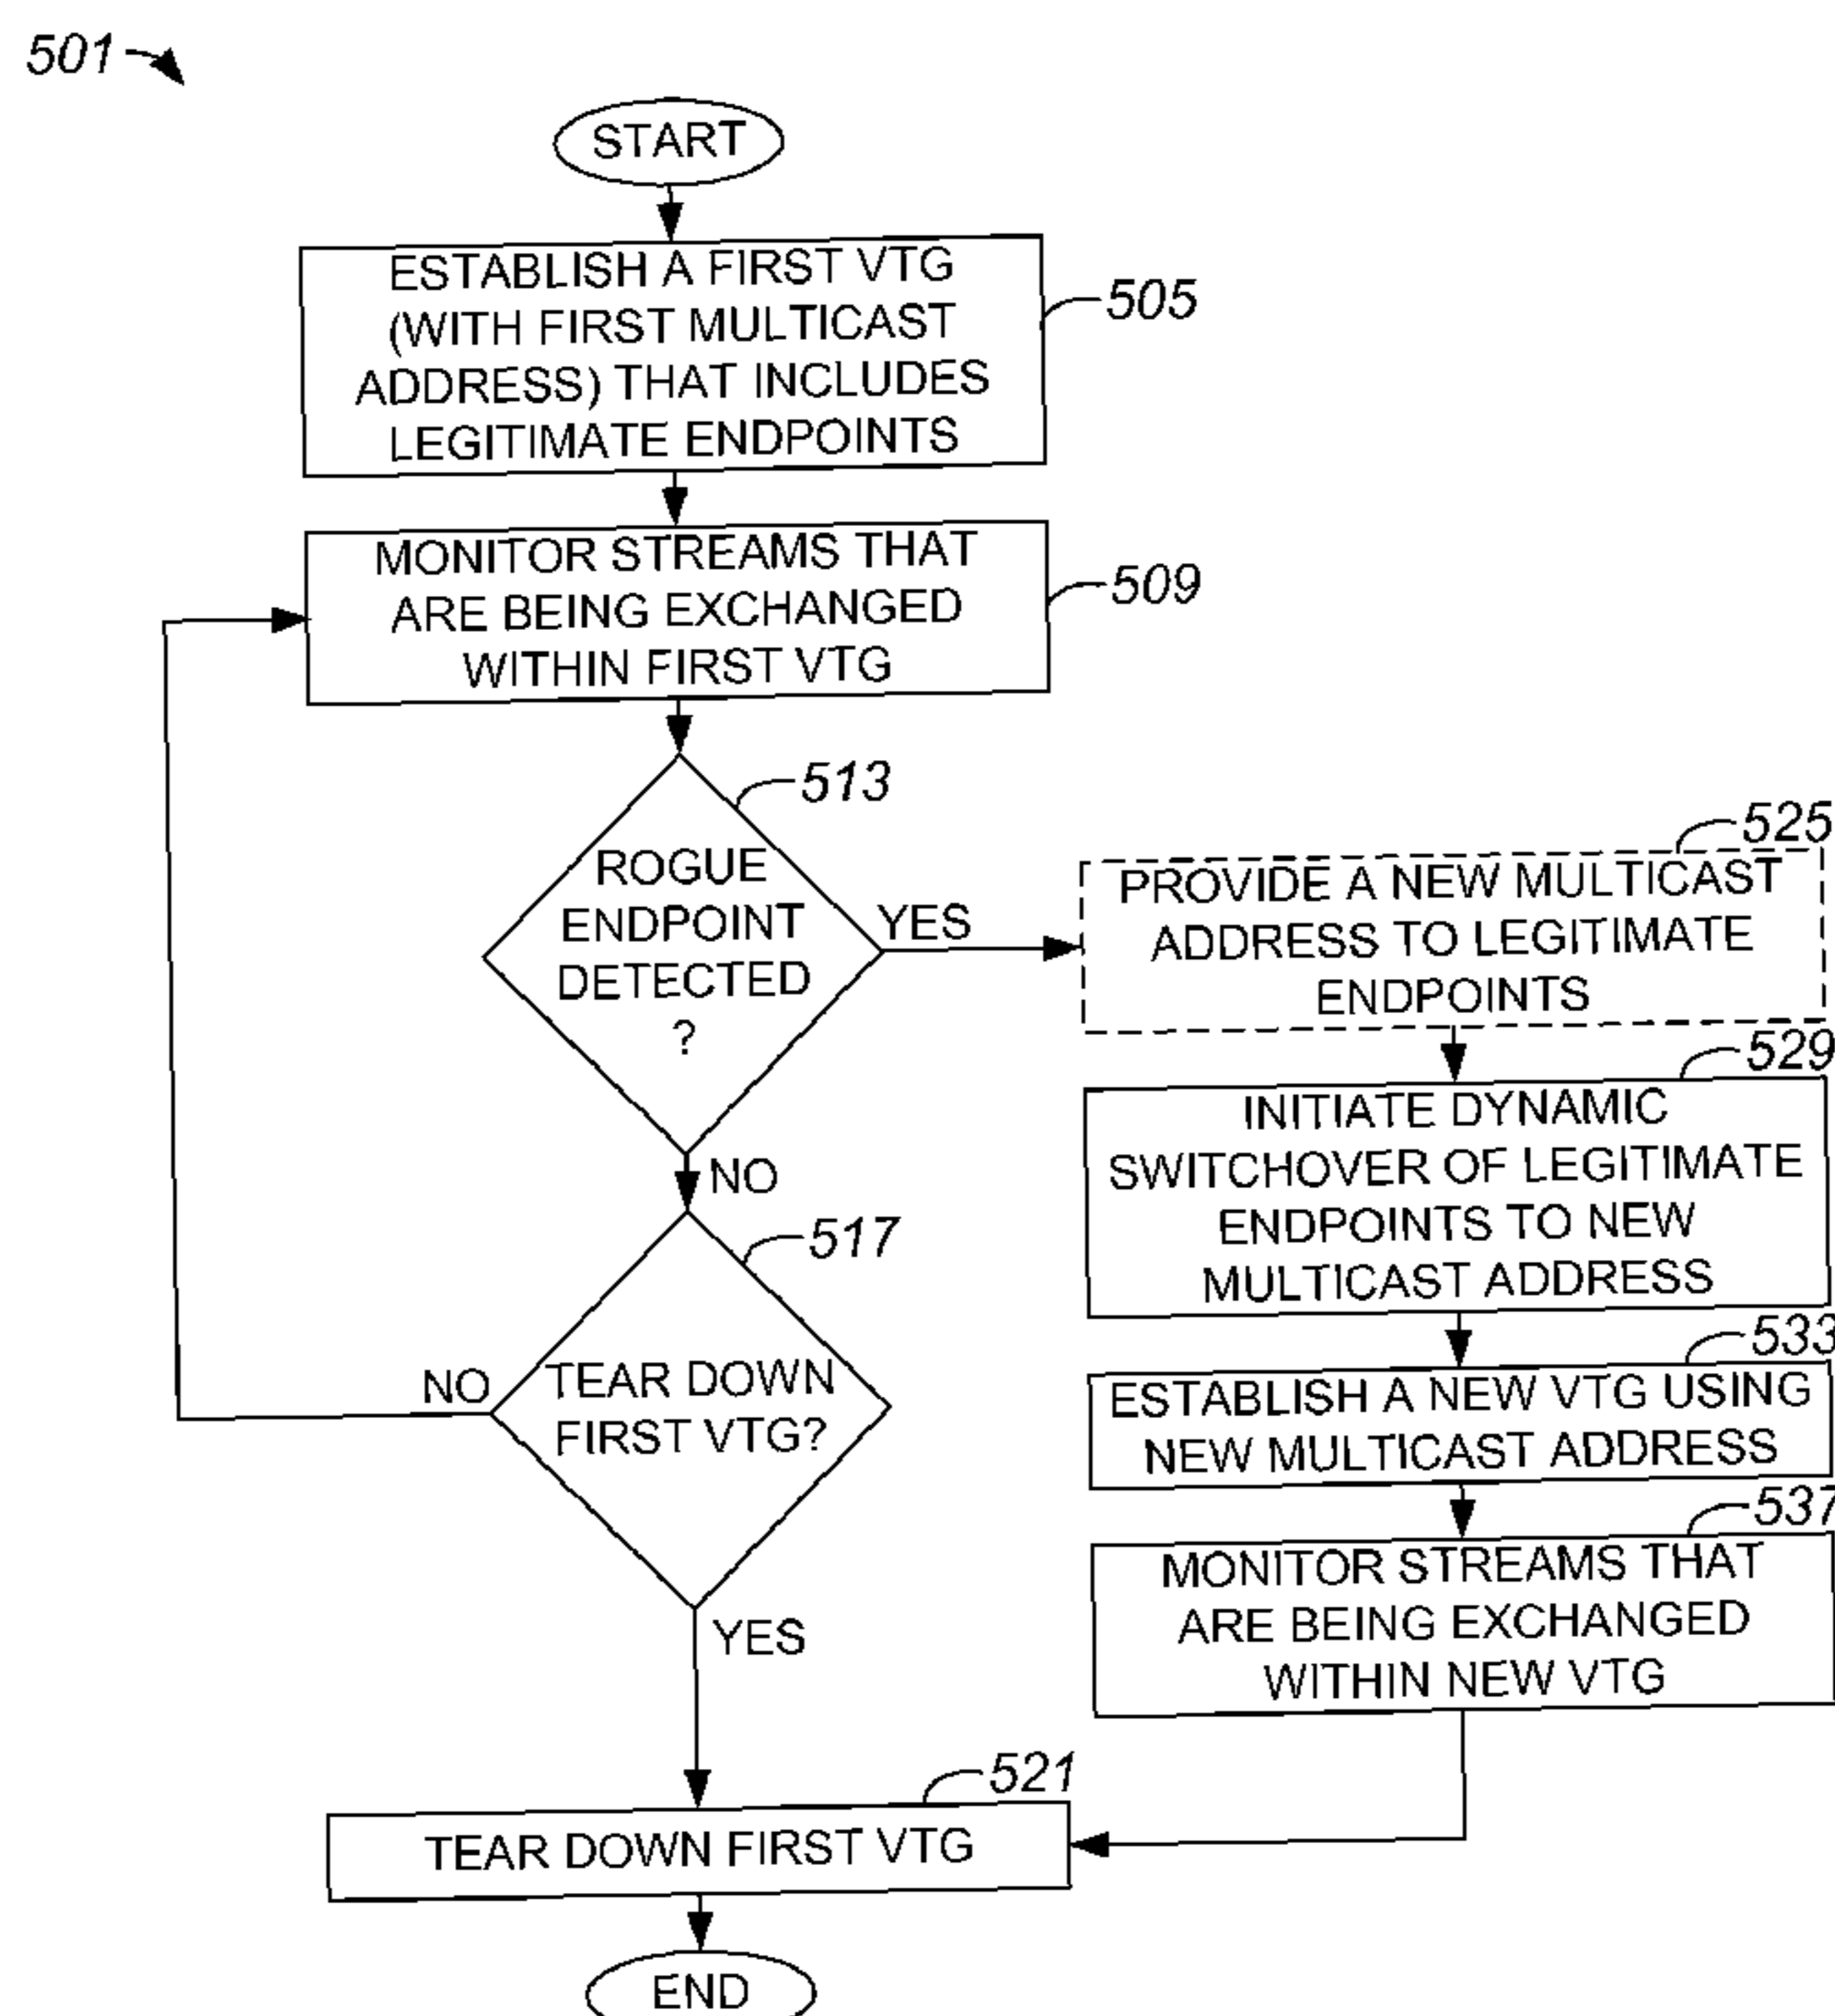 501
START
ESTABLISH A FIRST VTG
(WITH FIRST MULTICAST
ADDRESS) THAT INCLUDES
LEGITIMATE ENDPOINTS
505
MONITOR STREAMS THAT
ARE BEING EXCHANGED
WITHIN FIRST VTG
509
513
ROGUE
ENDPOINT
DETECTED
?
YES
NO
525
PROVIDE A NEW MULTICAST
ADDRESS TO LEGITIMATE
ENDPOINTS
529
INITIATE DYNAMIC
SWITCHOVER OF LEGITIMATE
ENDPOINTS TO NEW
MULTICAST ADDRESS
517
TEAR DOWN
FIRST VTG?
NO
YES
533
ESTABLISH A NEW VTG USING
NEW MULTICAST ADDRESS
537
MONITOR STREAMS THAT
ARE BEING EXCHANGED
WITHIN NEW VTG
521
TEAR DOWN FIRST VTG
END